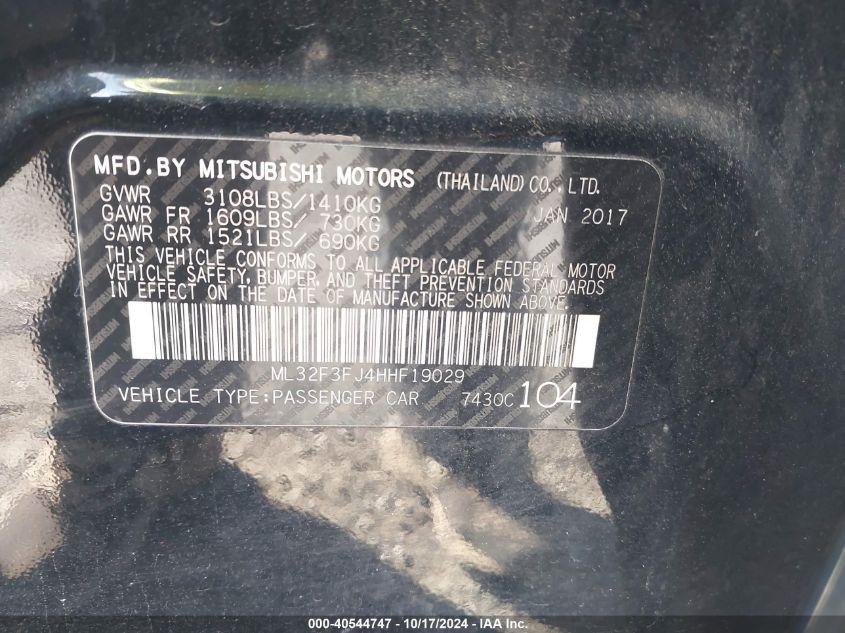 MFD.BY MITSUBISHI MOTORS (THAILAND) CO., LTD.
GVWR 3108LBS/1410KG JAN 2017
GAWR FR 1609LBS/ 730KG
GAWR RR 1521LBS/ 690KG
THIS VEHICLE CONFORMS TO ALL APPLICABLE FEDERAL MOTOR
VEHICLE SAFETY, BUMPER, AND THEFT PREVENTION STANDARDS
IN EFFECT ON THE DATE OF MANUFACTURE SHOWN ABOVE.
ML32F3FJ4HHF19029
VEHICLE TYPE:PASSENGER CAR 7430C 104
000-40544747 - 10/17/2024 - IAA Inc.